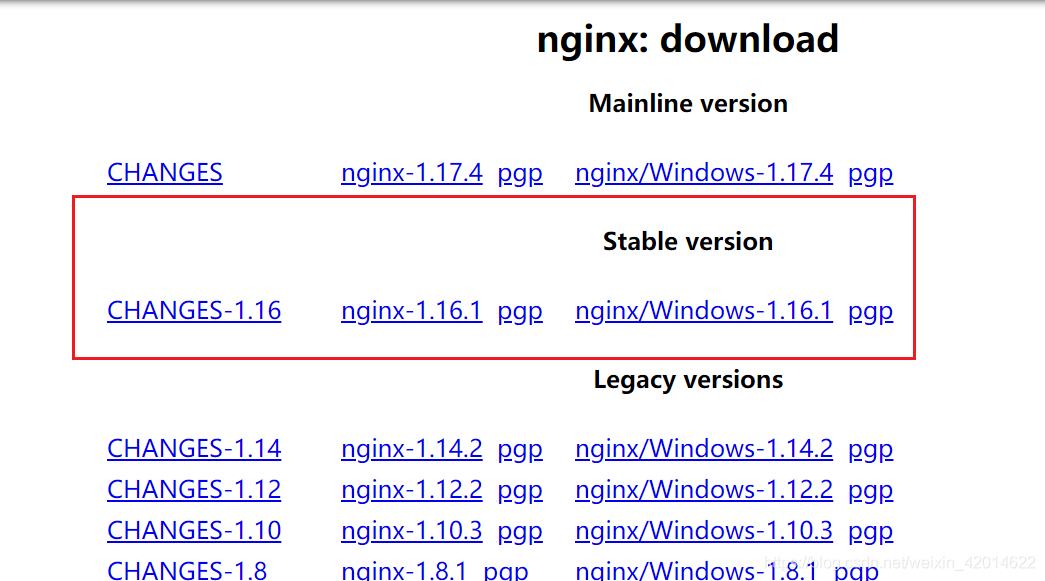 nginx: download
Mainline version
CHANGES nginx-1.17.4 pgp nginx/Windows-1.17.4 pgp
Stable version
CHANGES-1.16 nginx-1.16.1 pgp nginx/Windows-1.16.1 pgp
Legacy versions
CHANGES-1.14 nginx-1.14.2 pgp nginx/Windows-1.14.2 pgp
CHANGES-1.12 nginx-1.12.2 pgp nginx/Windows-1.12.2 pgp
CHANGES-1.10 nginx-1.10.3 pgp nginx/Windows-1.10.3 pgp
https://blog.csdn.net/weixin_42014622
CHANGES-1.8 nginx-1.8.1 pgp nginx/Windows-1.8.1 pgp